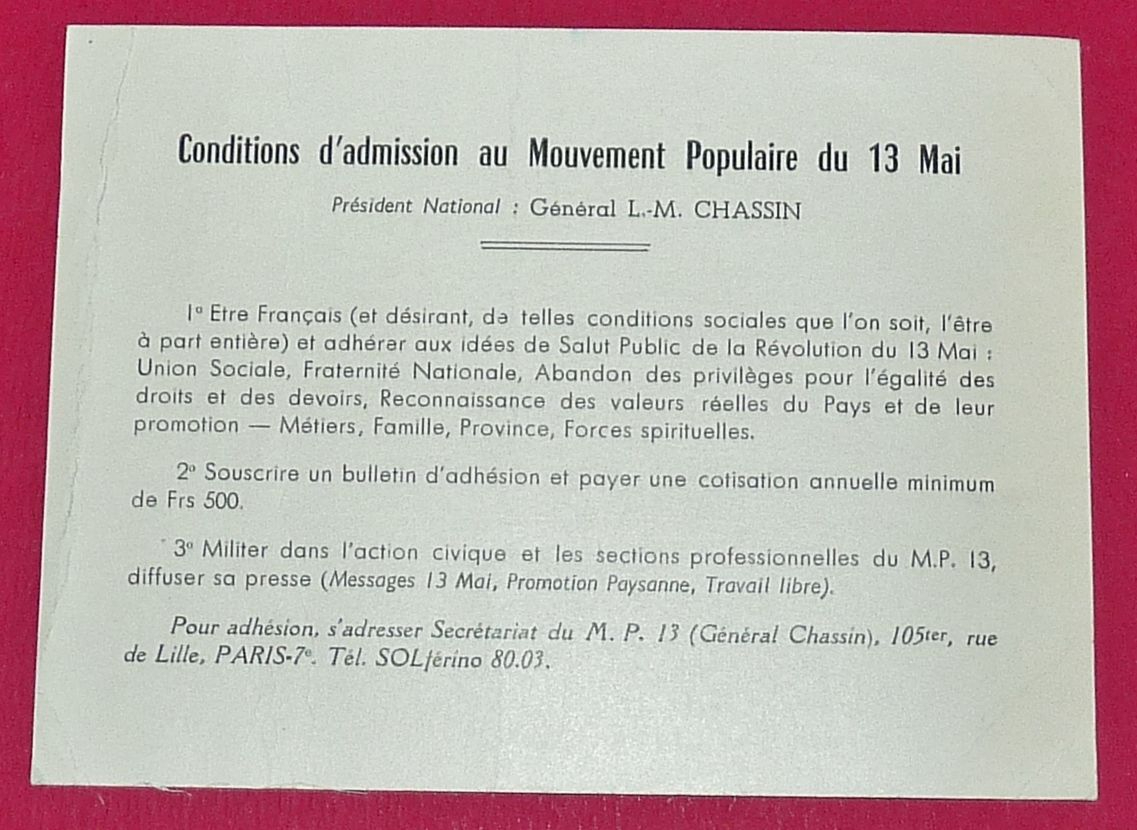 Conditions d'admission au Mouvement Populaire du 13 Mai
Président National : Général L.-M. CHASSIN
1º Etre Français (et désirant, de telles conditions sociales que l'on soit, l'être
à part entière) et adhérer aux idées de Salut Public de la Révolution du 13 Mai :
Union Sociale, Fraternité Nationale, Abandon des privilèges pour l'égalité des
droits et des devoirs, Reconnaissance des valeurs réelles du Pays et de leur
promotion — Métiers, Famille, Province, Forces spirituelles.
2º Souscrire un bulletin d'adhésion et payer une cotisation annuelle minimum
de Frs 500.
3º Militer dans l'action civique et les sections professionnelles du M.P. 13,
diffuser sa presse (Messages 13 Mai, Promotion Paysanne, Travail libre).
Pour adhésion, s'adresser Secrétariat du M. P. 13 (Général Chassin), 105ter, rue
de Lille, PARIS-7e. Tél. SOLférino 80.03.